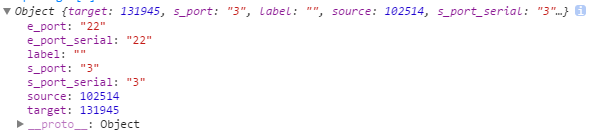 Object {target: 131945, s_port: "3", label: "", source: 102514, s_port_serial: "3"…}
e_port: "22"
e_port_serial: "22"
label: ""
s_port: "3"
s_port_serial: "3"
source: 102514
target: 131945
__proto__: Object